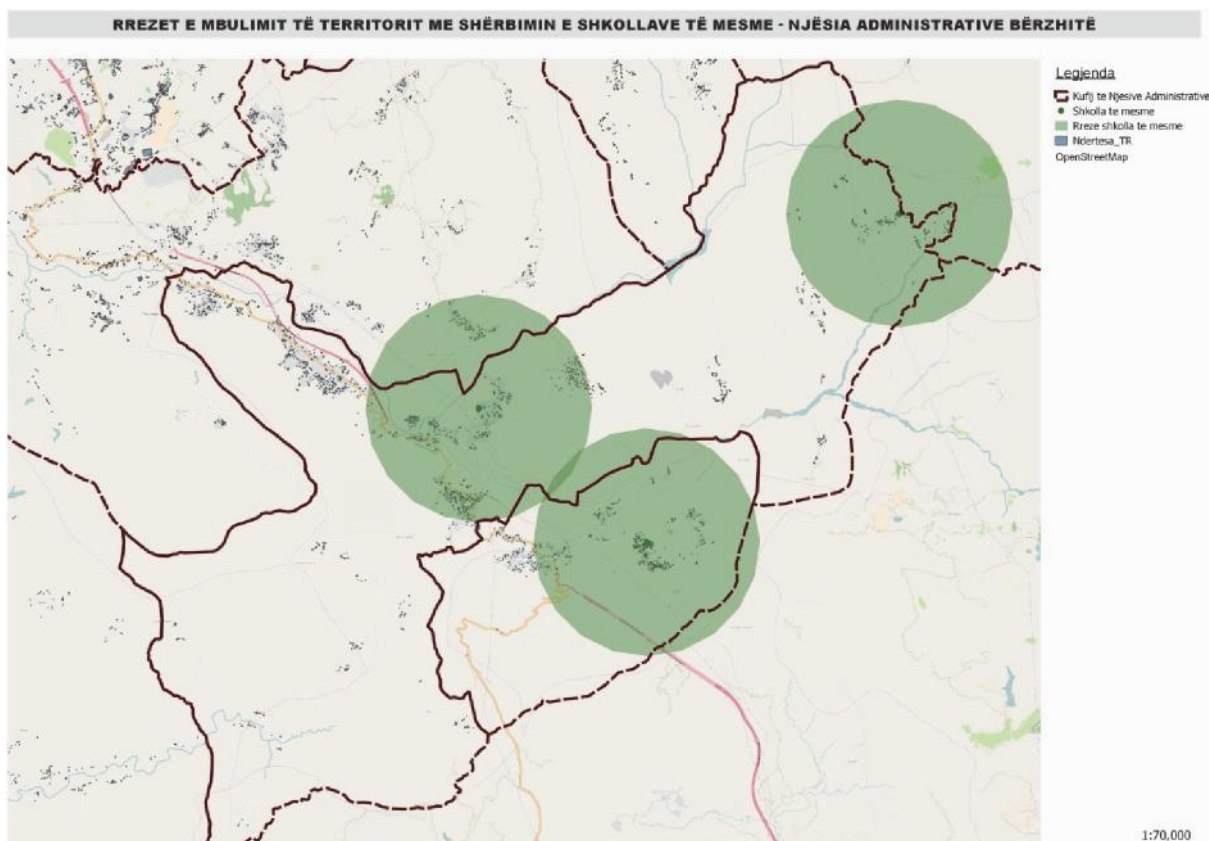 RREZET E MBULIMIT TË TERRITORIT ME SHËRBIMIN E SHKOLLAVE TË MESME - NJËSIA ADMINISTRATIVE BËRZHITË
Legjenda
Kufij te Njesive Administrative
Shkolla te mesme
Rreze shkolla te mesme
Ndertesa_TR
OpenStreetMap
1:70,000